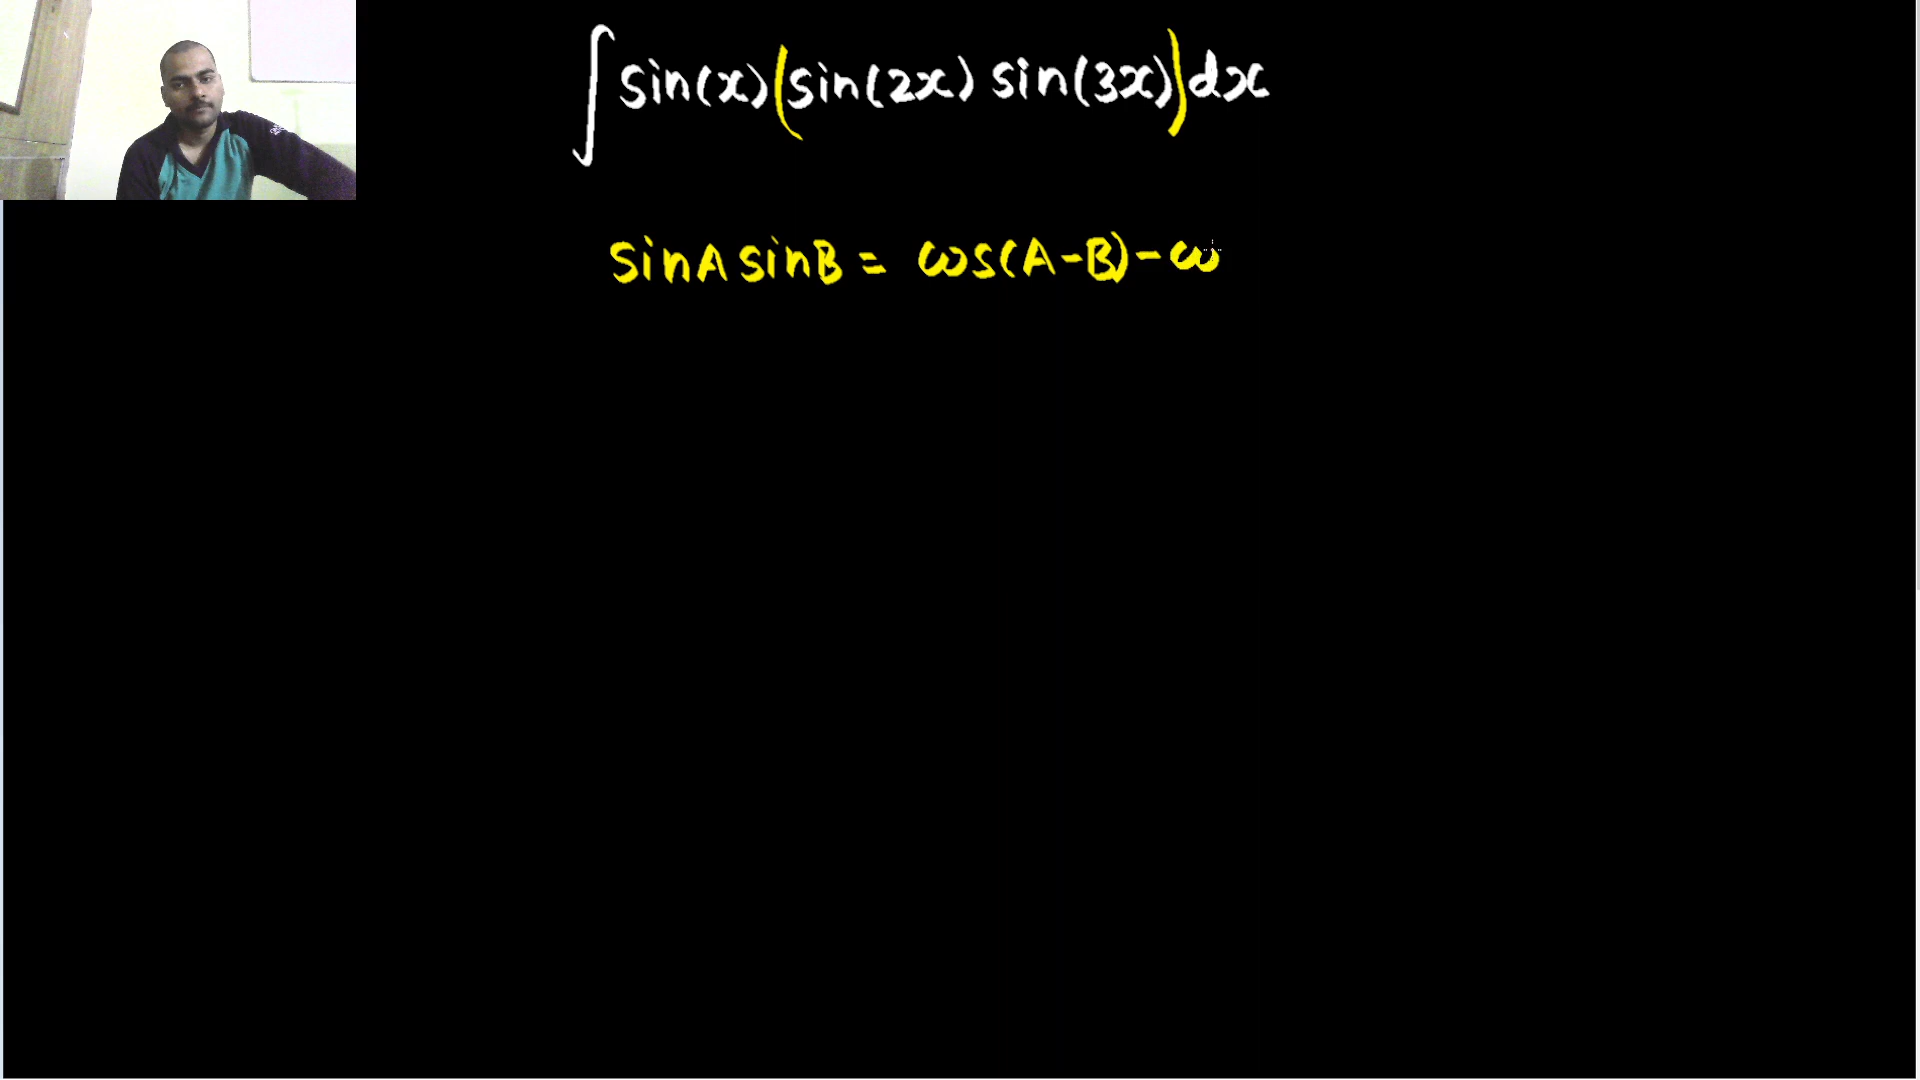 ∫ sin(x)(sin(2x) sin(3x))dx
sinA sinB = cos(A-B)-co